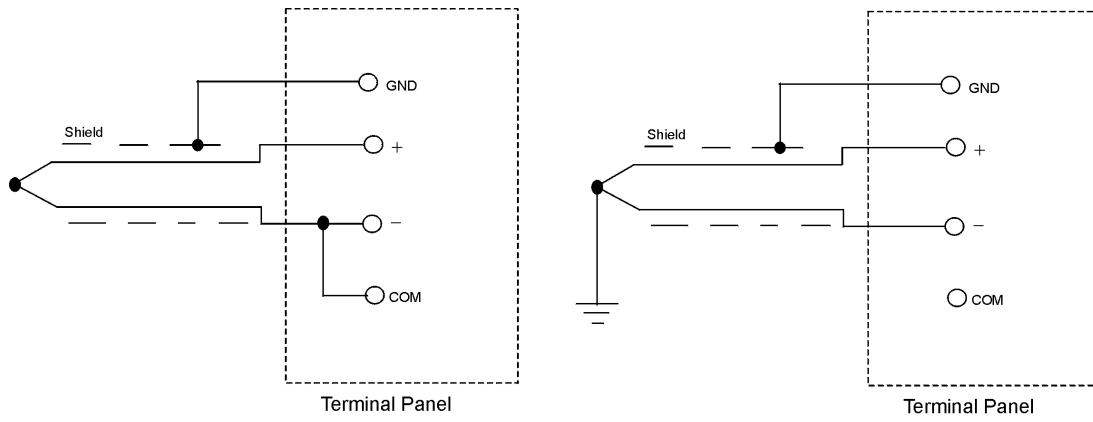 GND
Shield
+
−
COM
Terminal Panel
GND
Shield
+
−
COM
Terminal Panel